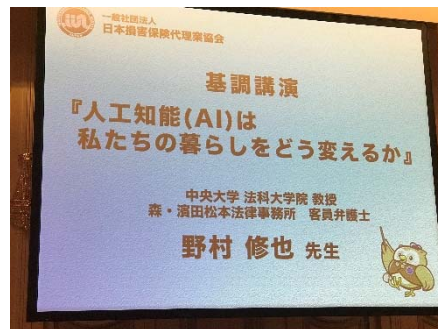 一般社団法人
日本損害保険代理業協会
基調講演
『人工知能(AI)は
私たちの暮らしをどう変えるか』
中央大学 法科大学院 教授
森・濱田松本法律事務所 客員弁護士
野村 修也 先生